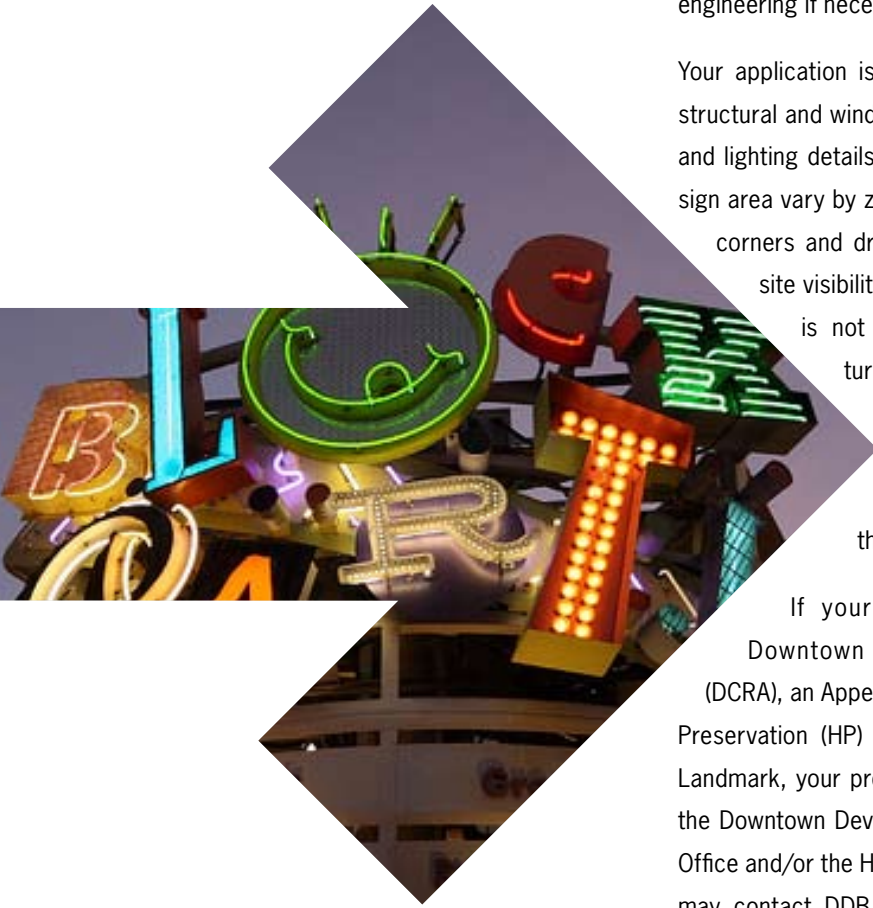 engineering if nece
Your application is
structural and wind
and lighting details
sign area vary by z
corners and dr
site visibilit
is not
tur
th
If your
Downtown
(DCRA), an Appe
Preservation (HP)
Landmark, your pr
the Downtown Dev
Office and/or the H
may contact DDR
B
L
C
R
T